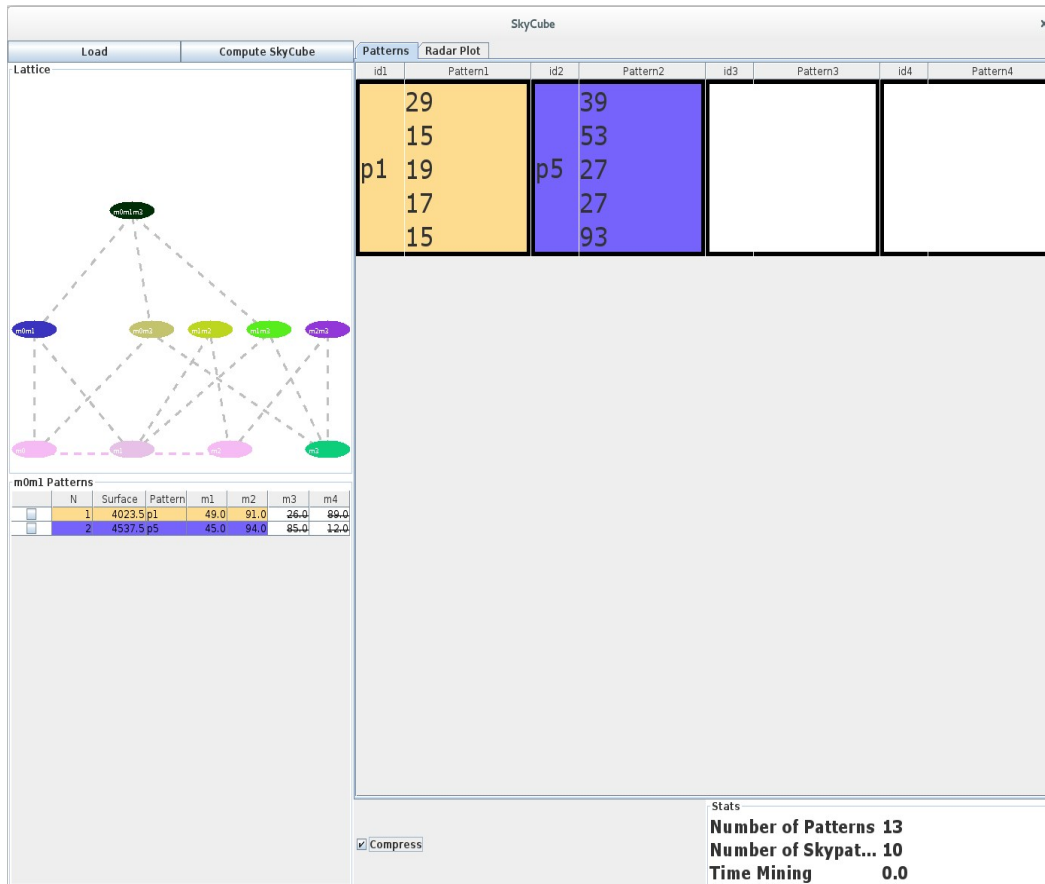 SkyCube ×
Load Compute SkyCube Patterns Radar Plot
Lattice
id1 Pattern1 id2 Pattern2 id3 Pattern3 id4 Pattern4
29 39
15 53
p1 19 p5 27
17 27
15 93
m0m1m3
m0m1 m0m3 m1m2 m1m3 m2m3
m0 m1 m2 m3
m0m1 Patterns
N Surface Pattern m1 m2 m3 m4
1 4023.5 p1 49.0 91.0 26.0 89.0
2 4537.5 p5 45.0 94.0 85.0 12.0
Compress
Stats
Number of Patterns 13
Number of Skypat... 10
Time Mining 0.0